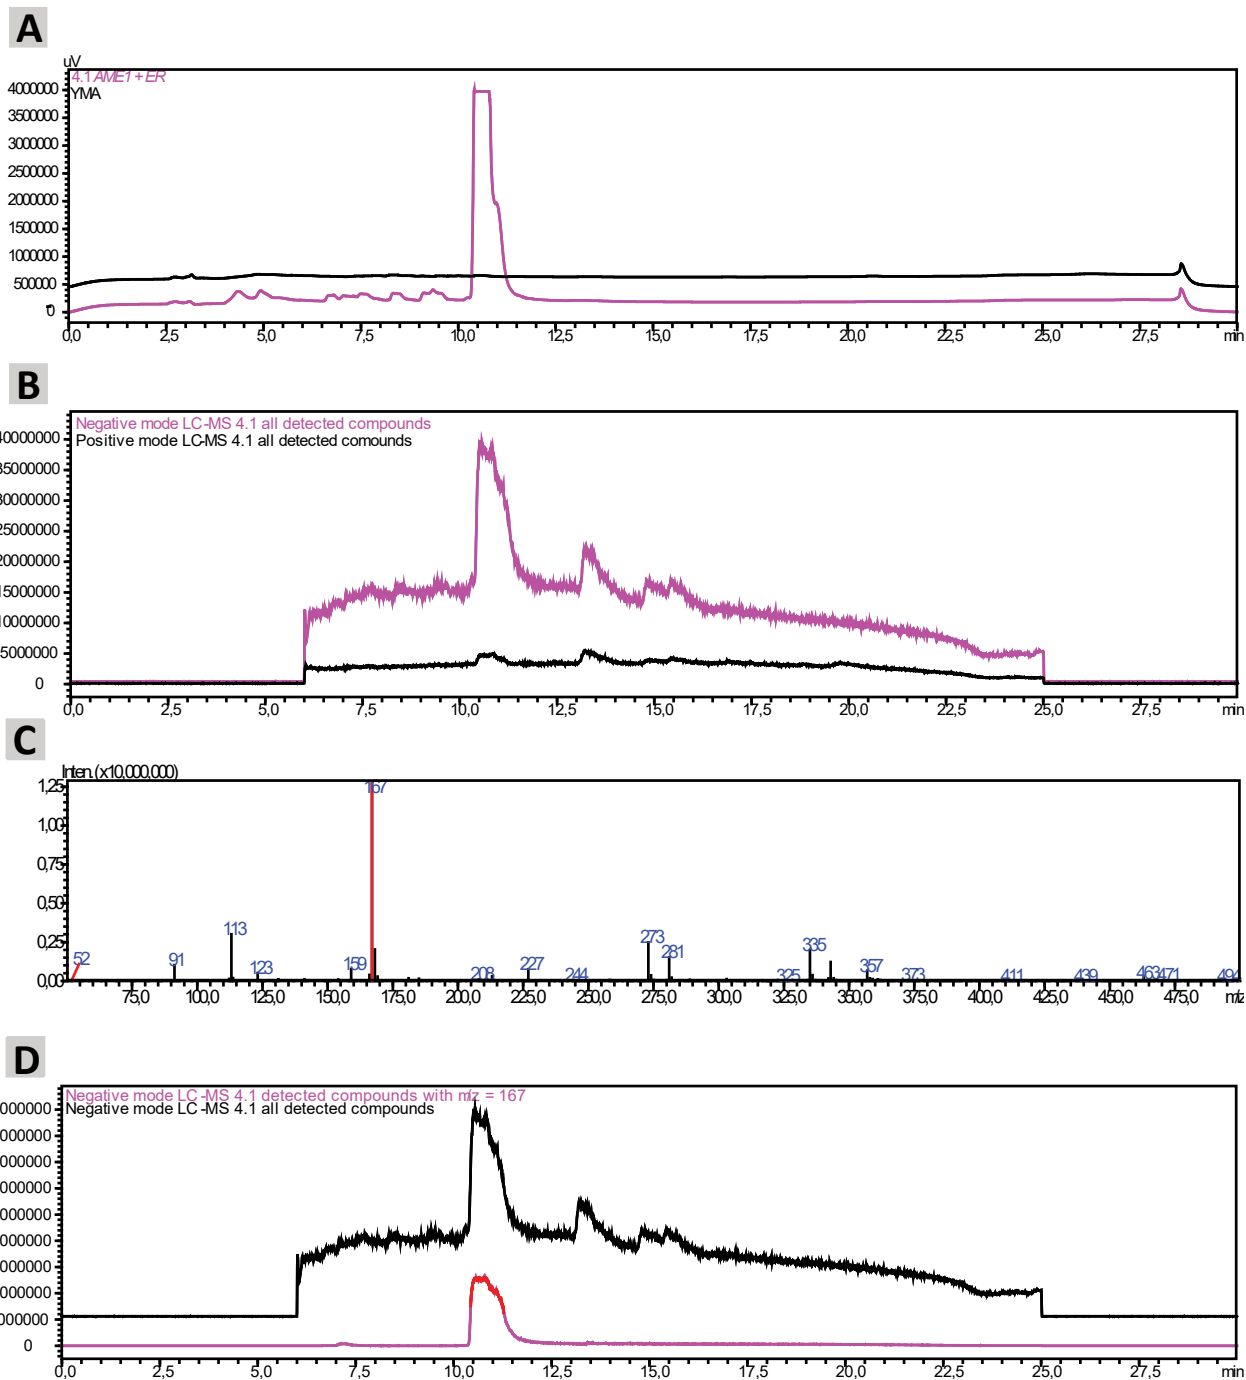 A
uV
4.1 AME1 + ER
YMA
4000000
3500000
3000000
2500000
2000000
1500000
1000000
500000
0
0,0 2,5 5,0 7,5 10,0 12,5 15,0 17,5 20,0 22,5 25,0 27,5 min
B
Negative mode LC-MS 4.1 all detected compounds
Positive mode LC-MS 4.1 all detected comounds
40000000
35000000
30000000
25000000
20000000
15000000
10000000
5000000
0
0,0 2,5 5,0 7,5 10,0 12,5 15,0 17,5 20,0 22,5 25,0 27,5 min
C
Inten. (x10,000,000)
1,25
1,00
0,75
0,50
0,25
0,00
52 91 113 123 159 167 208 227 244 273 281 325 335 357 373 411 439 463 471 494
75,0 100,0 125,0 150,0 175,0 200,0 225,0 250,0 275,0 300,0 325,0 350,0 375,0 400,0 425,0 450,0 475,0 m/z
D
Negative mode LC-MS 4.1 detected compounds with m/z = 167
Negative mode LC-MS 4.1 all detected compounds
000000
000000
000000
000000
000000
000000
000000
000000
000000
0
0,0 2,5 5,0 7,5 10,0 12,5 15,0 17,5 20,0 22,5 25,0 27,5 min